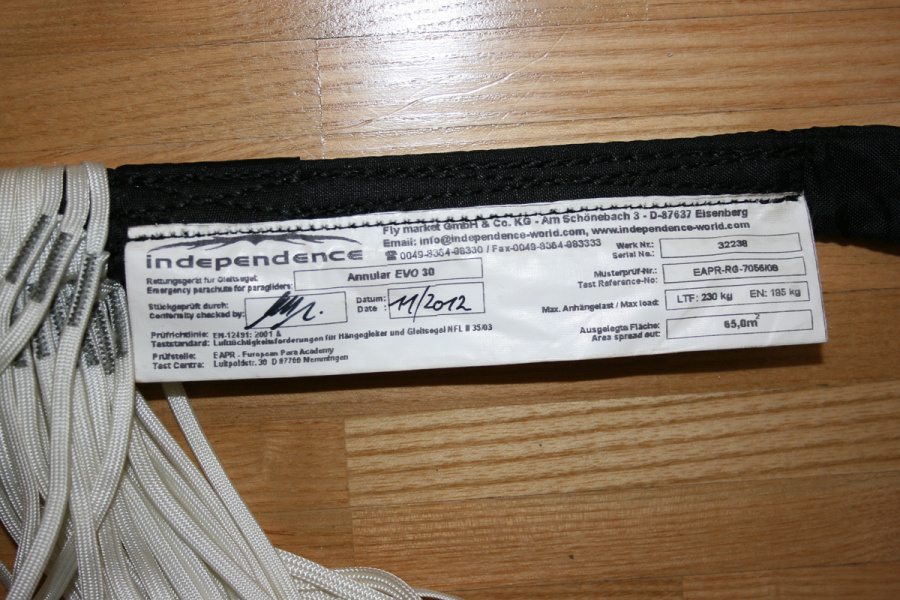 independence
Fly market GmbH & Co. KG - Am Schönebach 3 - D-87637 Eisenberg
Email: info@independence-world.com, www.independence-world.com
☎ 0049-8364-98330 / Fax-0049-8364-983333
Rettungsgerät für Gleitsegel:
Emergency parachute for paragliders:
Annular EVO 30
Stückgeprüft durch:
Conformity checked by:
Datum:
Date :
11/2012
Prüfrichtlinie: EN 12491: 2001 &
Teststandard: Lufttüchtigkeitsforderungen für Hängegleiter und Gleitsegel NFL II 35/03
Prüfstelle: EAPR - European Para Academy
Test Centre: Luitpoldstr. 30 D 87700 Memmingen
Werk Nr.:
Serial No.:
32238
Musterprüf-Nr.:
Test Reference-No:
EAPR-RG-7056/08
Max. Anhängelast / Max load:
LTF: 230 kg EN: 195 kg
Ausgelegte Fläche:
Area spread out:
65,8m²